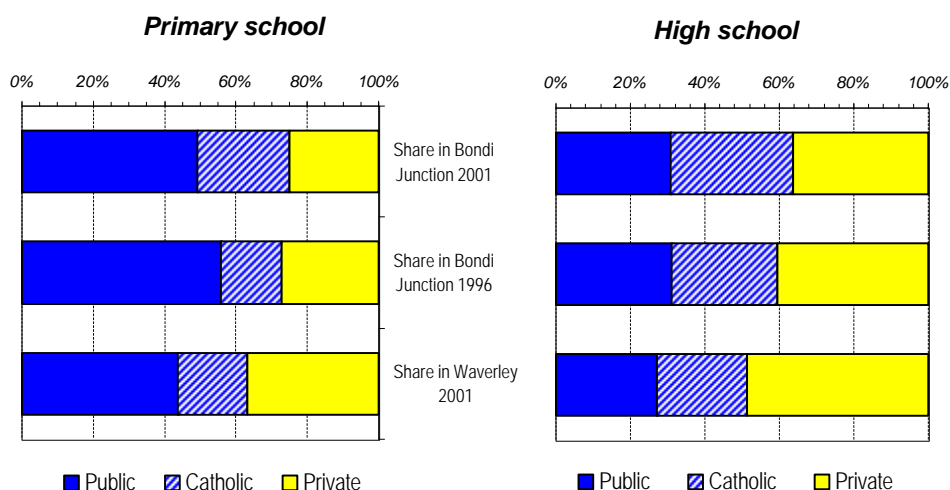 Primary school
High school
0% 20% 40% 60% 80% 100%
0% 20% 40% 60% 80% 100%
Share in Bondi
Junction 2001
Share in Bondi
Junction 1996
Share in Waverley
2001
Public Catholic Private
Public Catholic Private